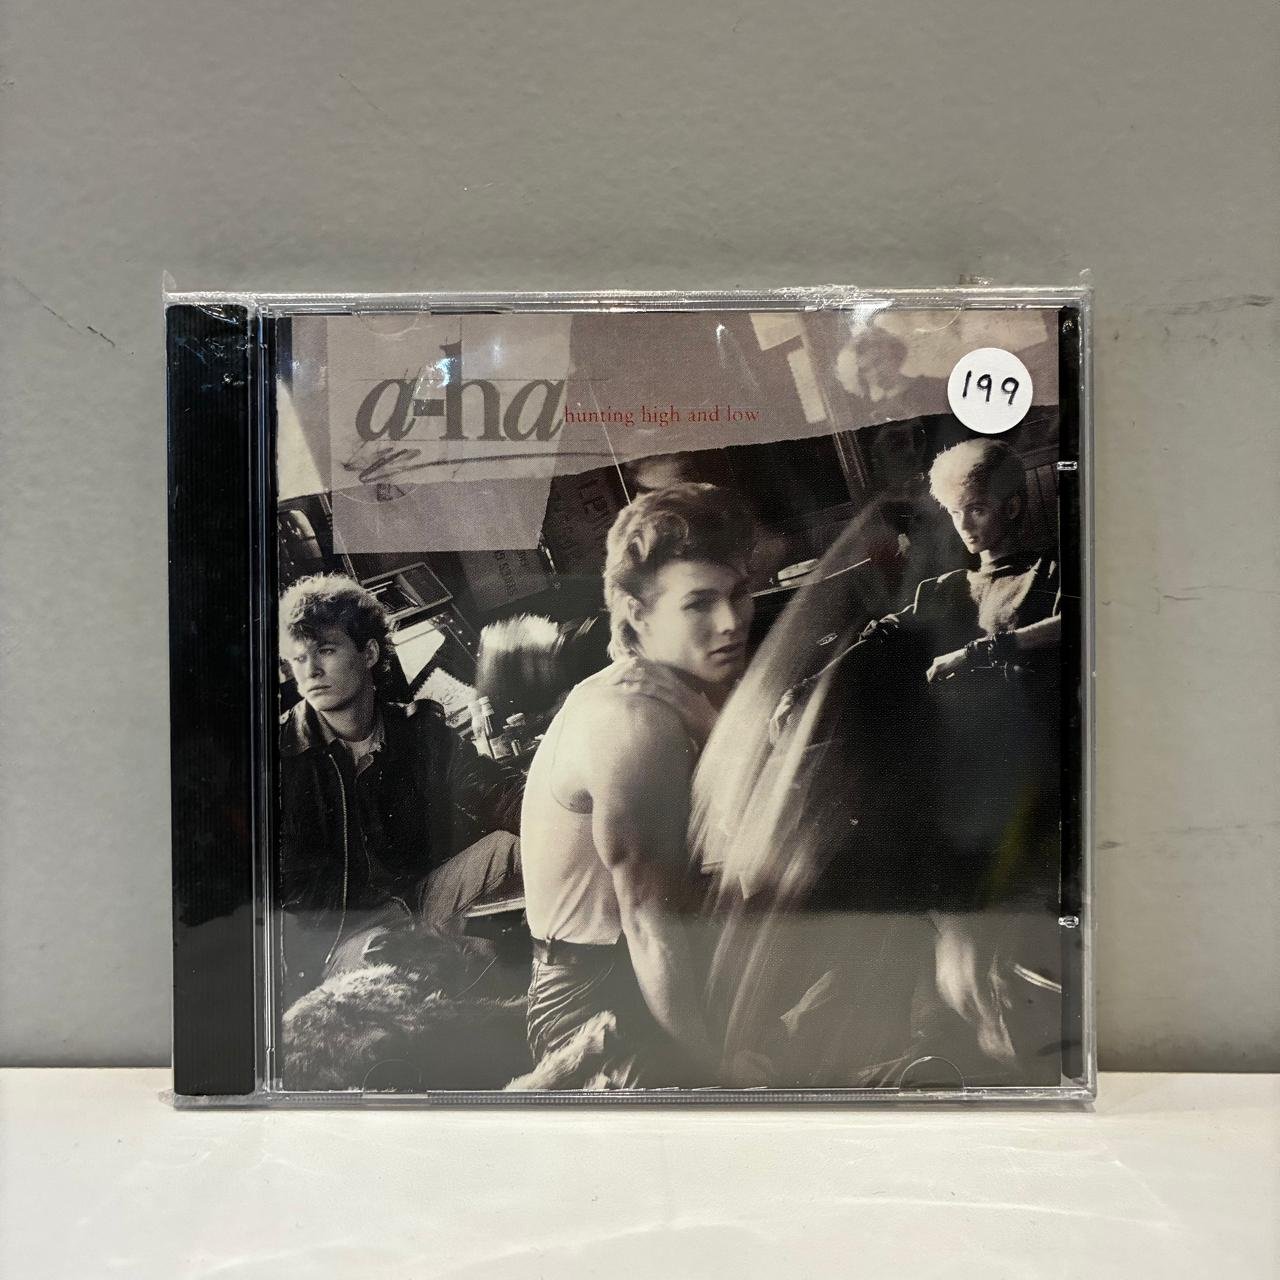 a-ha
hunting high and low
199